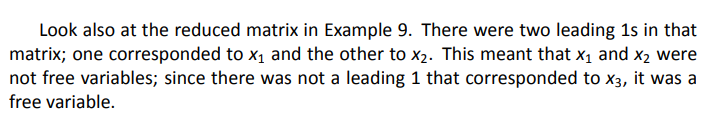 Look also at the reduced matrix in Example 9. There were two leading 1s in that
matrix; one corresponded to x₁ and the other to x₂. This meant that x₁ and x₂ were
not free variables; since there was not a leading 1 that corresponded to x₃, it was a
free variable.